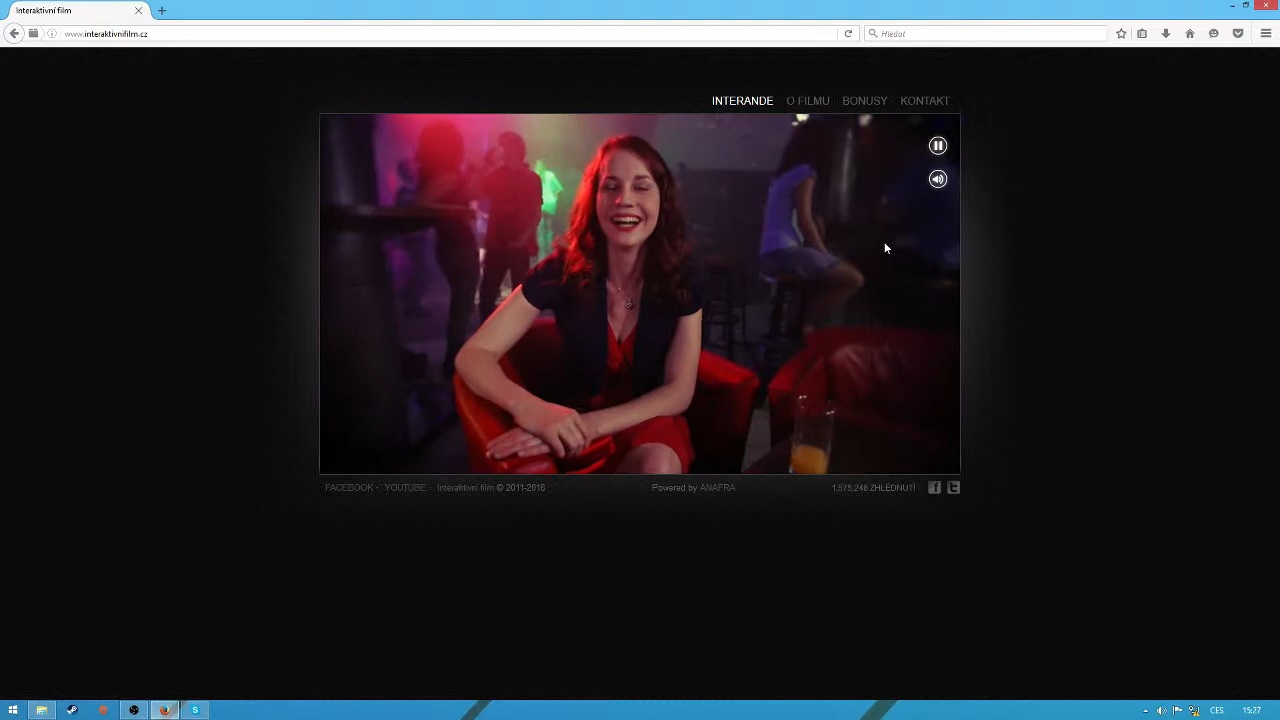 Interaktivní film
www.interaktivnifilm.cz
Hledat
INTERANDE O FILMU BONUSY KONTAKT
FACEBOOK · YOUTUBE · Interaktivní film © 2011-2016 Powered by ANAFRA 1,575,248 ZHLÉDNUTÍ
CES 15:27